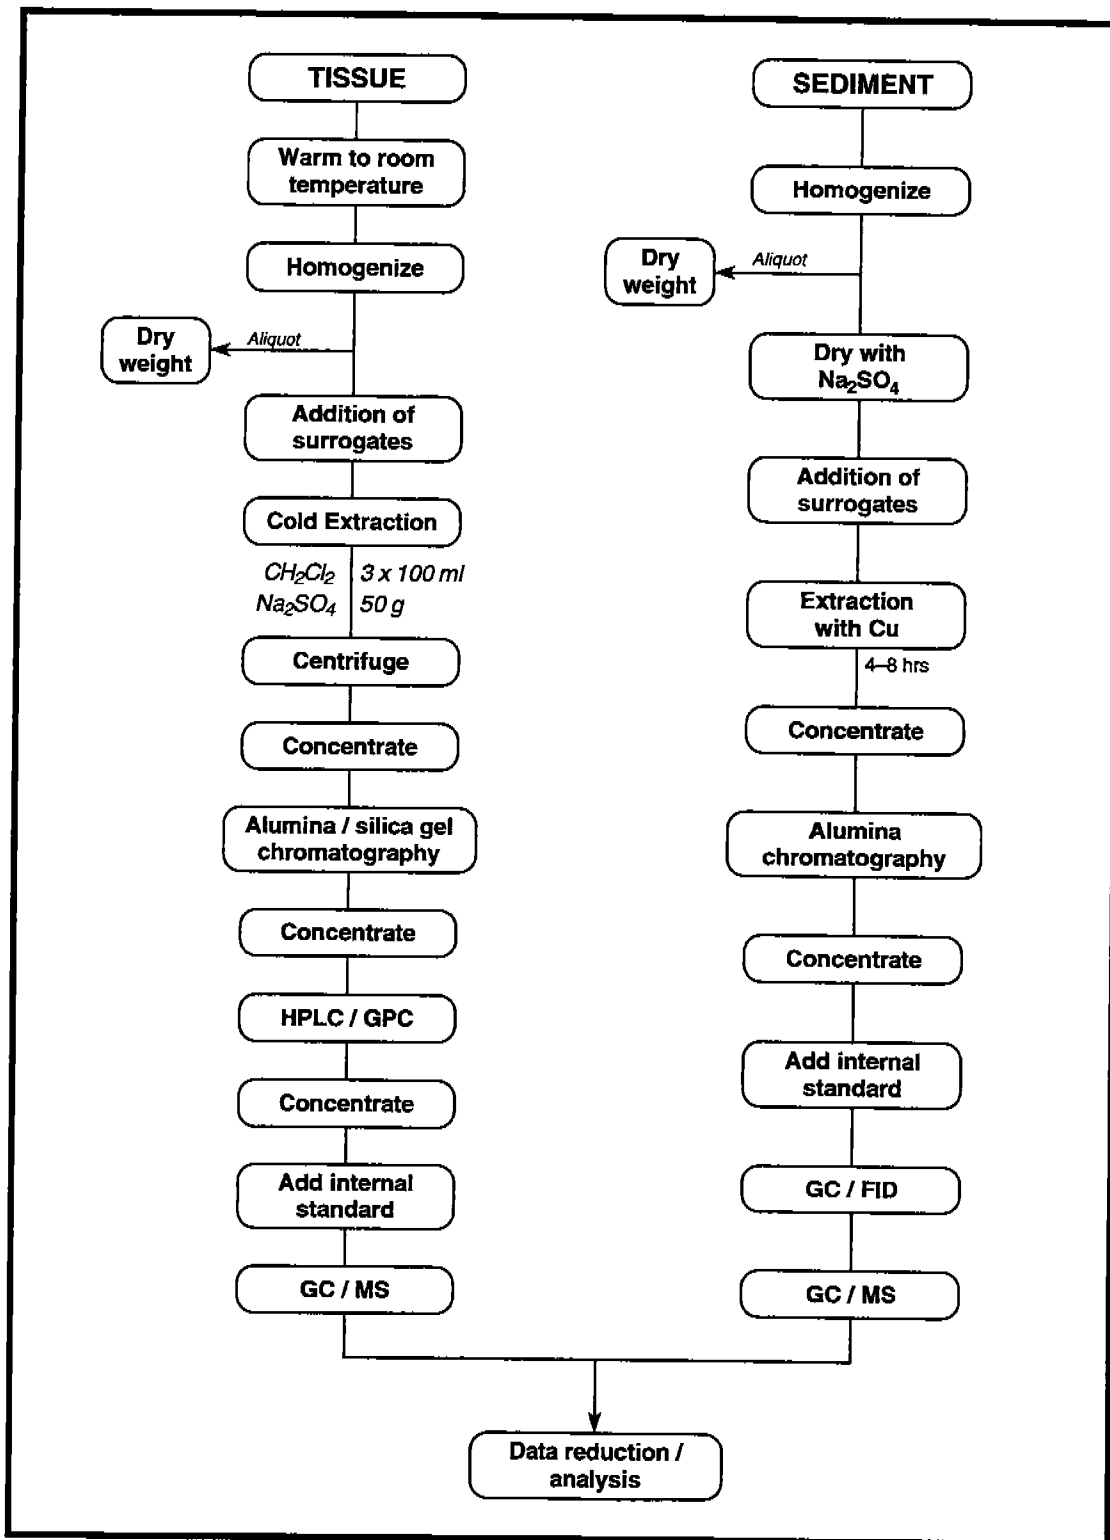 TISSUE
Warm to room
temperature
Homogenize
Aliquot
Dry
weight
Addition of
surrogates
Cold Extraction
CH₂Cl₂ 3 x 100 ml
Na₂SO₄ 50 g
Centrifuge
Concentrate
Alumina / silica gel
chromatography
Concentrate
HPLC / GPC
Concentrate
Add internal
standard
GC / MS
SEDIMENT
Homogenize
Aliquot
Dry
weight
Dry with
Na₂SO₄
Addition of
surrogates
Extraction
with Cu
4–8 hrs
Concentrate
Alumina
chromatography
Concentrate
Add internal
standard
GC / FID
GC / MS
Data reduction /
analysis